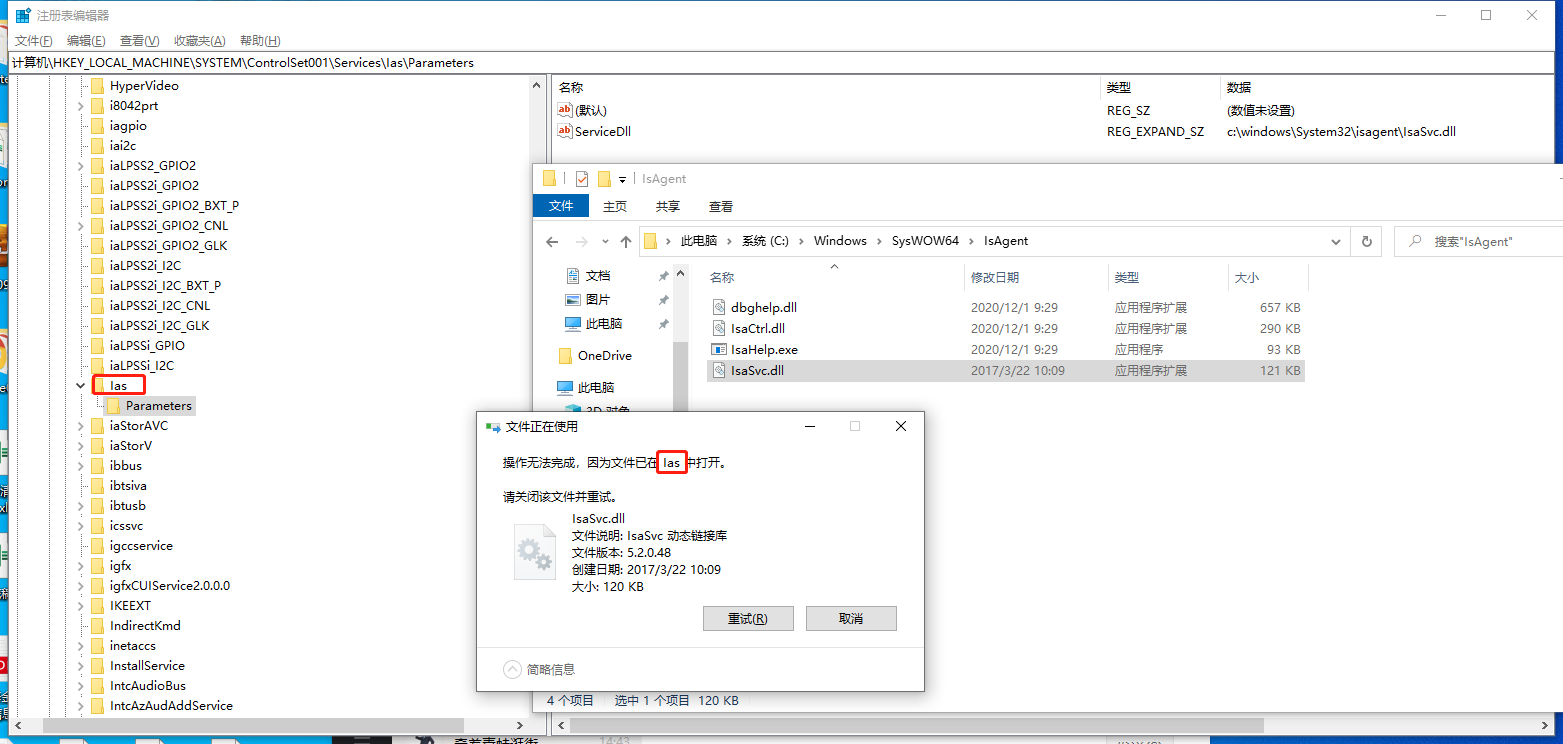 注册表编辑器
文件(F) 编辑(E) 查看(V) 收藏夹(A) 帮助(H)
计算机\HKEY_LOCAL_MACHINE\SYSTEM\ControlSet001\Services\Ias\Parameters
HyperVideo
i8042prt
iagpio
iai2c
iaLPSS2_GPIO2
iaLPSS2i_GPIO2
iaLPSS2i_GPIO2_BXT_P
iaLPSS2i_GPIO2_CNL
iaLPSS2i_GPIO2_GLK
iaLPSS2i_I2C
iaLPSS2i_I2C_BXT_P
iaLPSS2i_I2C_CNL
iaLPSS2i_I2C_GLK
iaLPSSi_GPIO
iaLPSSi_I2C
Ias
Parameters
iaStorAVC
iaStorV
ibbus
ibtsiva
ibtusb
icssvc
igccservice
igfx
igfxCUIService2.0.0.0
IKEEXT
IndirectKmd
inetaccs
InstallService
IntcAudioBus
IntcAzAudAddService
名称 类型 数据
ab (默认) REG_SZ (数值未设置)
ab ServiceDll REG_EXPAND_SZ c:\windows\System32\isagent\IsaSvc.dll
IsAgent
文件 主页 共享 查看
此电脑 系统 (C:) Windows SysWOW64 IsAgent
搜索"IsAgent"
文档
图片
此电脑
OneDrive
此电脑
3D 对象
名称 修改日期 类型 大小
dbghelp.dll 2020/12/1 9:29 应用程序扩展 657 KB
IsaCtrl.dll 2020/12/1 9:29 应用程序扩展 290 KB
IsaHelp.exe 2020/12/1 9:29 应用程序 93 KB
IsaSvc.dll 2017/3/22 10:09 应用程序扩展 121 KB
文件正在使用
操作无法完成，因为文件已在 Ias 中打开。
请关闭该文件并重试。
IsaSvc.dll
文件说明: IsaSvc 动态链接库
文件版本: 5.2.0.48
创建日期: 2017/3/22 10:09
大小: 120 KB
重试(R) 取消
简略信息
4 个项目 选中 1 个项目 120 KB
14:43